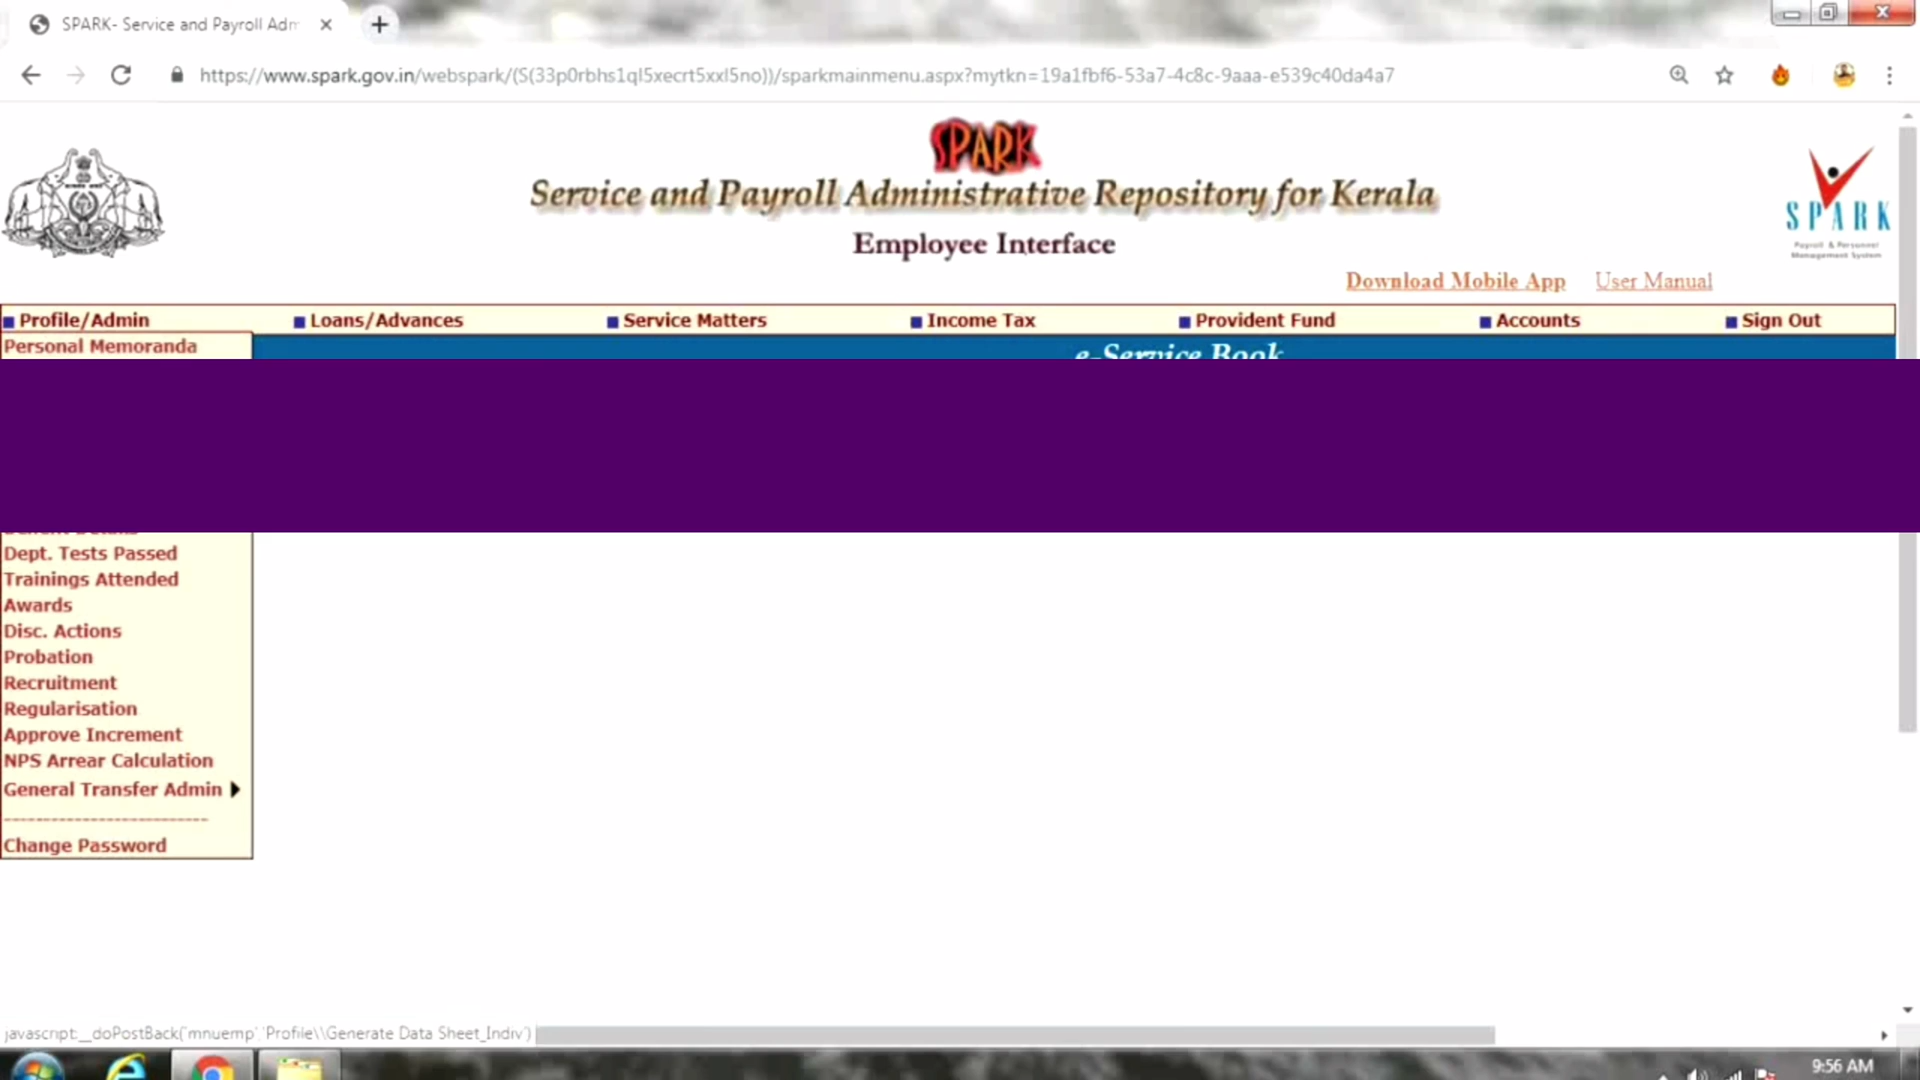 SPARK- Service and Payroll Adm
https://www.spark.gov.in/webspark/(S(33p0rbhs1ql5xecrt5xxl5no))/sparkmainmenu.aspx?mytkn=19a1fbf6-53a7-4c8c-9aaa-e539c40da4a7
SPARK
Service and Payroll Administrative Repository for Kerala
Employee Interface
SPARK
Payroll & Personnel
Management System
Download Mobile App User Manual
Profile/Admin Loans/Advances Service Matters Income Tax Provident Fund Accounts Sign Out
Personal Memoranda
e-Service Book
Dept. Tests Passed
Trainings Attended
Awards
Disc. Actions
Probation
Recruitment
Regularisation
Approve Increment
NPS Arrear Calculation
General Transfer Admin
Change Password
javascript:__doPostBack('mnuemp','Profile\\Generate Data Sheet_Indiv')
9:56 AM